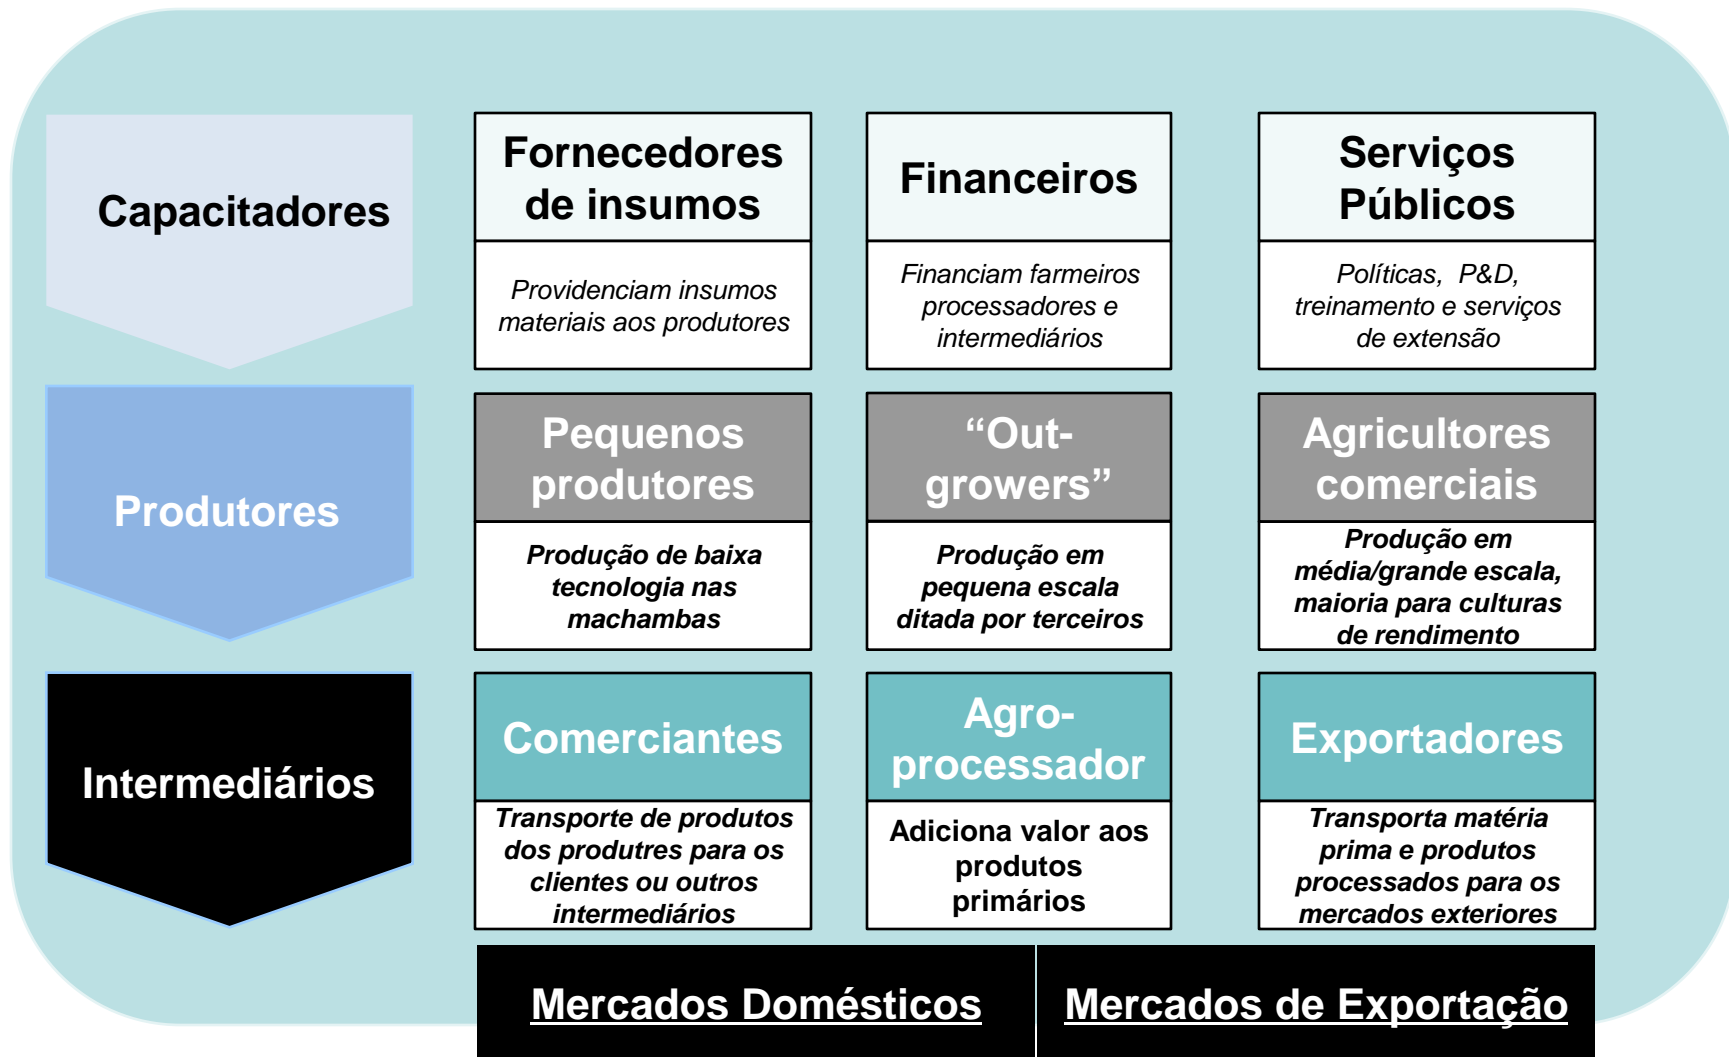 Capacitadores
Fornecedores
de insumos
Providenciam insumos
materiais aos produtores
Financeiros
Financiam farmeiros
processadores e
intermediários
Serviços
Públicos
Políticas,  P&D,
treinamento e serviços
de extensão
Produtores
Pequenos
produtores
Produção de baixa
tecnologia nas
machambas
“Out-
growers”
Produção em
pequena escala
ditada por terceiros
Agricultores
comerciais
Produção em
média/grande escala,
maioria para culturas
de rendimento
Intermediários
Comerciantes
Transporte de produtos
dos produtres para os
clientes ou outros
intermediários
Agro-
processador
Adiciona valor aos
produtos
primários
Exportadores
Transporta matéria
prima e produtos
processados para os
mercados exteriores
Mercados Domésticos
Mercados de Exportação